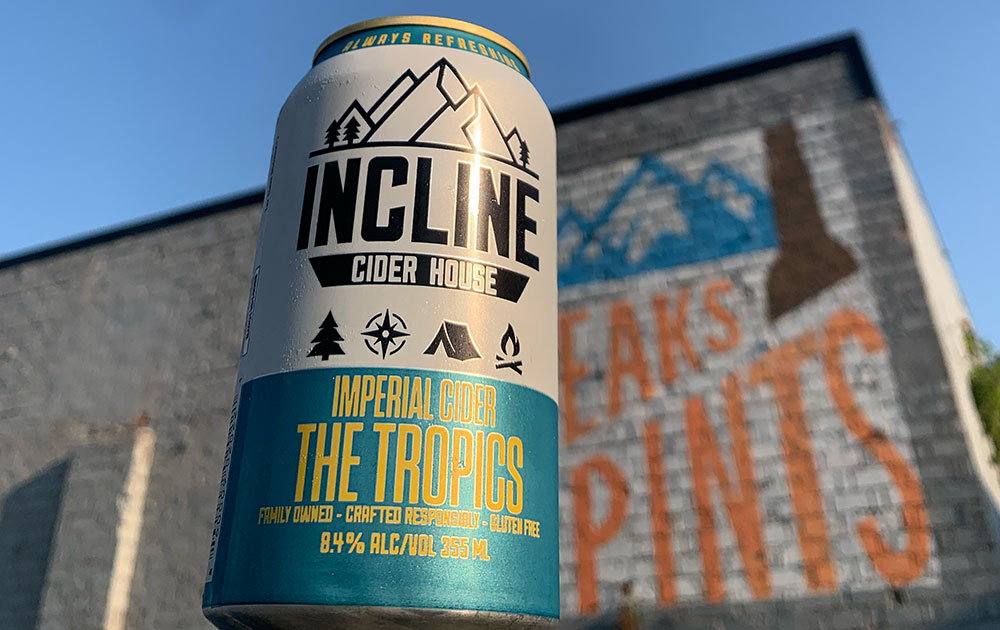 ALWAYS REFRESHING
INCLINE
CIDER HOUSE
IMPERIAL CIDER
THE TROPICS
FAMILY OWNED - CRAFTED RESPONSIBLY - GLUTEN FREE
8.4% ALC/VOL 355 ML
EAKS
PINTS